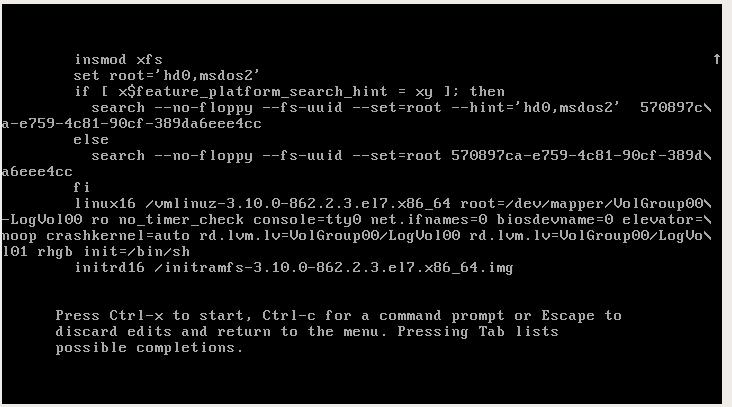 insmod xfs
set root='hd0,msdos2'
if [ x$feature_platform_search_hint = xy ]; then
search --no-floppy --fs-uuid --set=root --hint='hd0,msdos2'  570897c\
a-e759-4c81-90cf-389da6eee4cc
else
search --no-floppy --fs-uuid --set=root 570897ca-e759-4c81-90cf-389d\
a6eee4cc
fi
linux16 /vmlinuz-3.10.0-862.2.3.el7.x86_64 root=/dev/mapper/VolGroup00\
-LogVol00 ro no_timer_check console=tty0 net.ifnames=0 biosdevname=0 elevator=\
noop crashkernel=auto rd.lvm.lv=VolGroup00/LogVol00 rd.lvm.lv=VolGroup00/LogVo\
l01 rhgb init=/bin/sh
initrd16 /initramfs-3.10.0-862.2.3.el7.x86_64.img
Press Ctrl-x to start, Ctrl-c for a command prompt or Escape to
discard edits and return to the menu. Pressing Tab lists
possible completions.